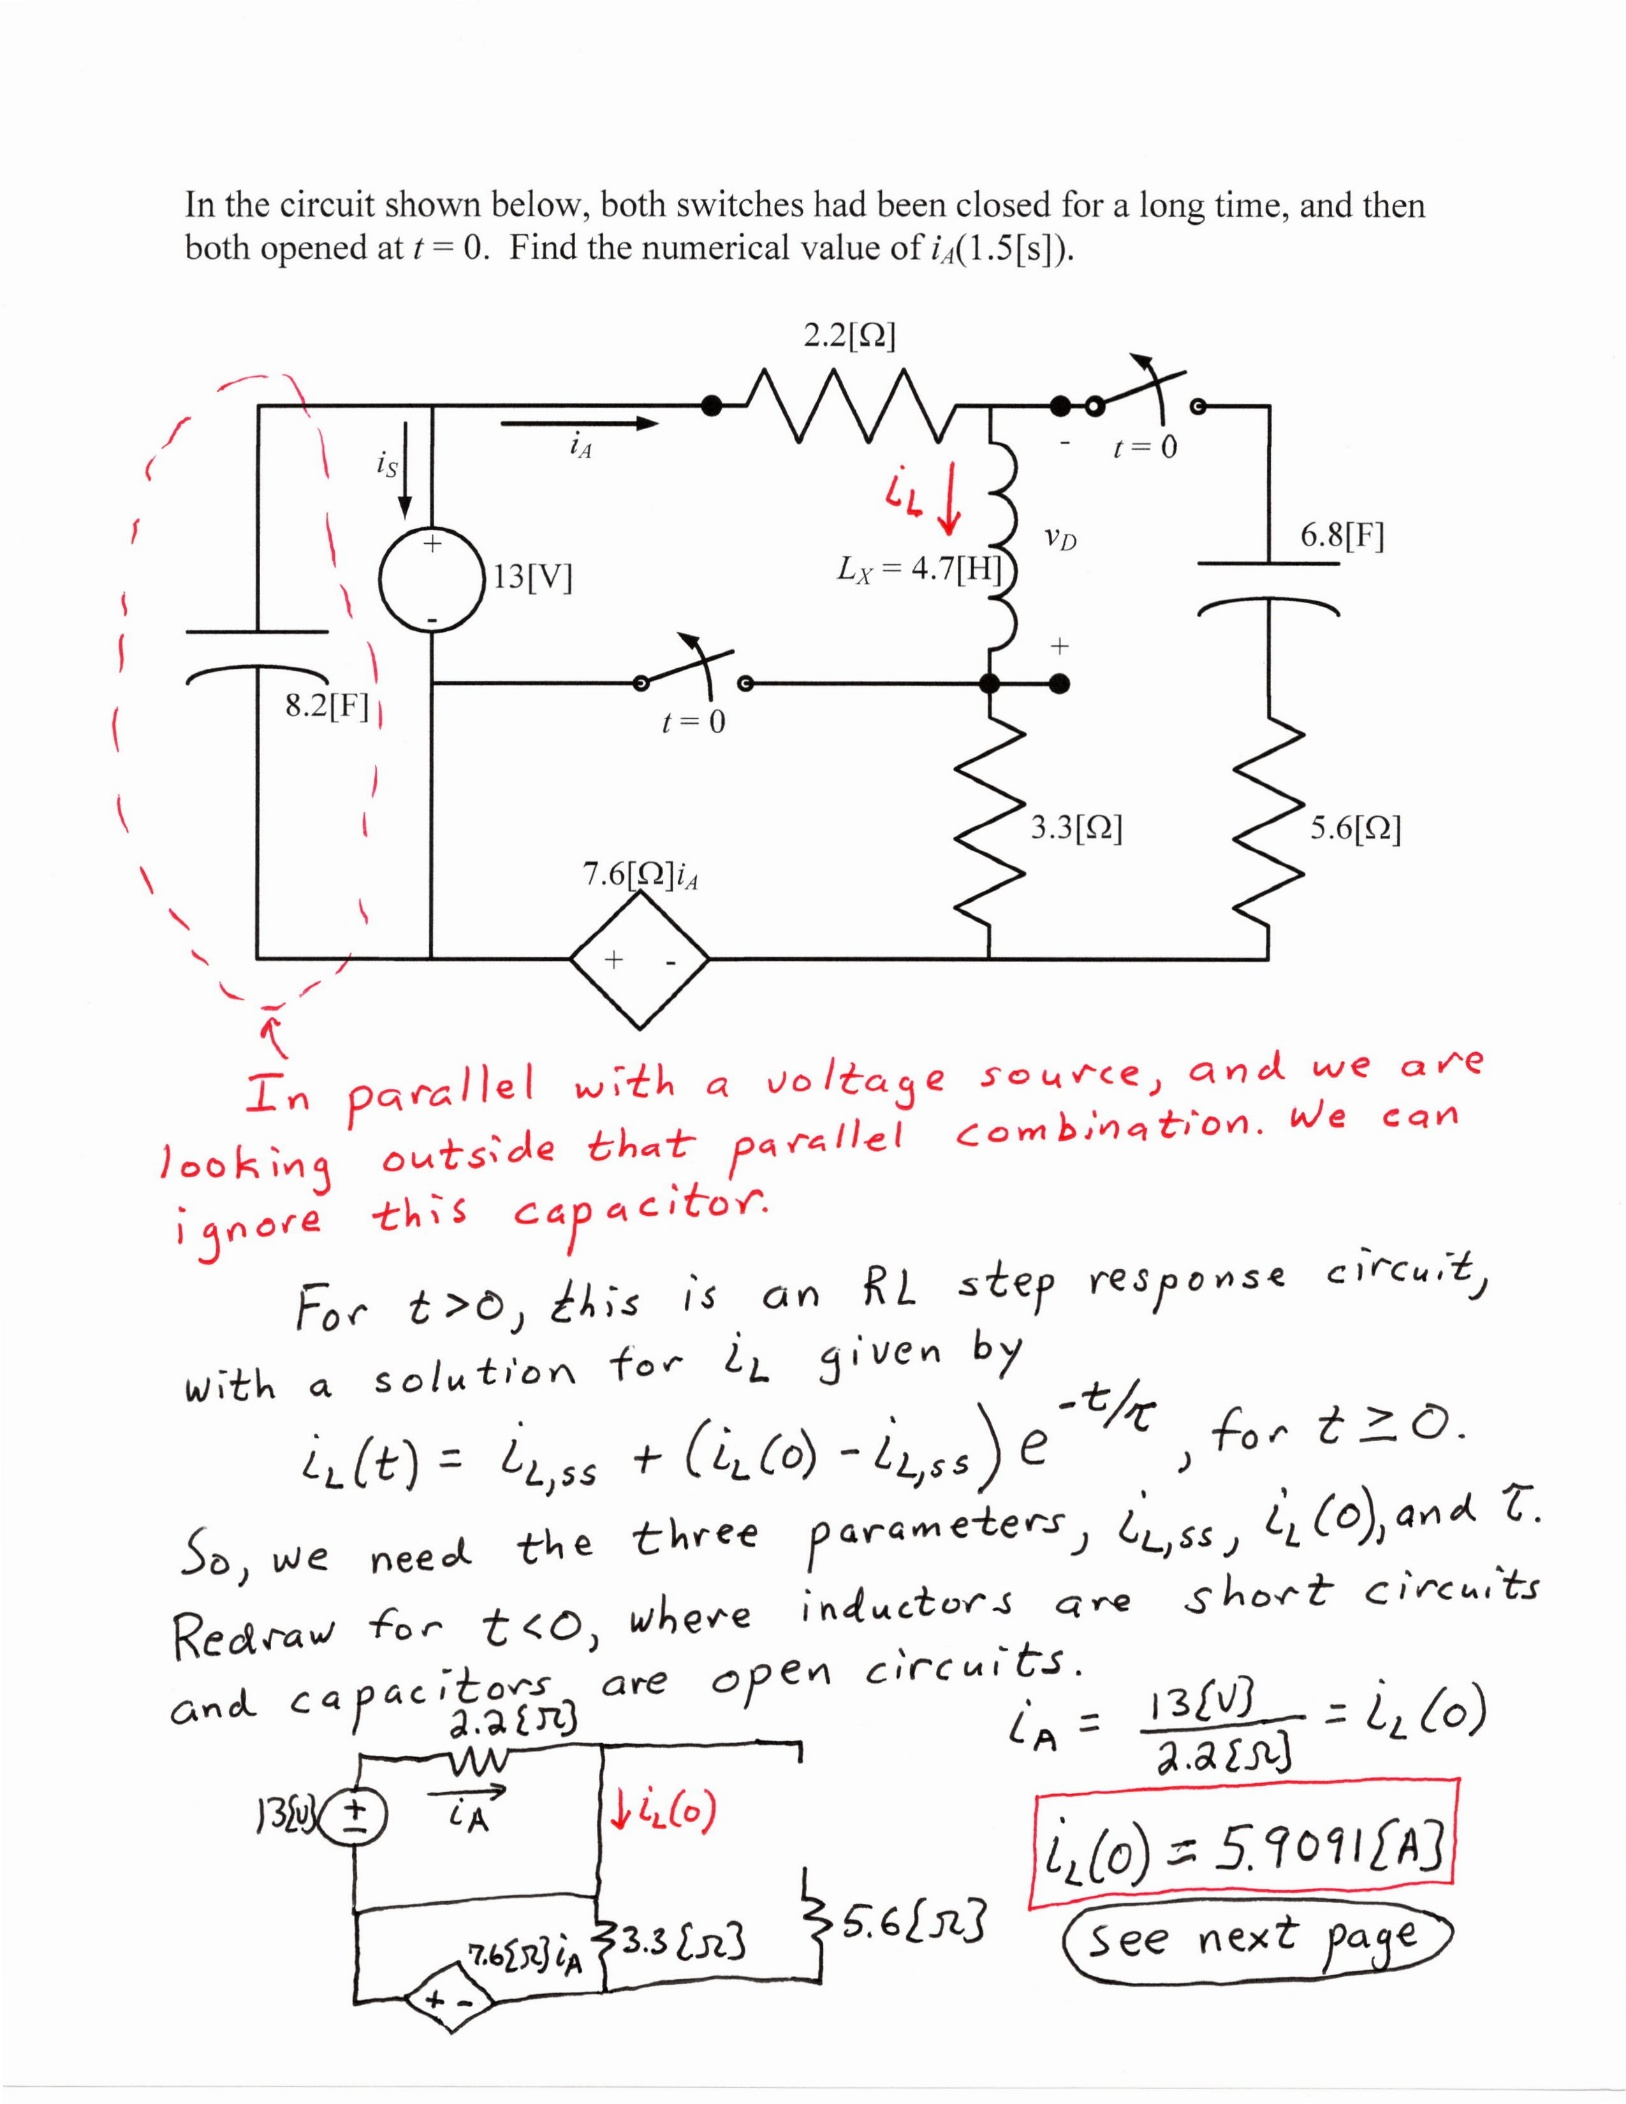 In the circuit shown below, both switches had been closed for a long time, and then
both opened at t = 0.  Find the numerical value of iA(1.5[s]).
2.2[Ω]
iS
iA
-
t = 0
+
13[V]
-
iL
LX = 4.7[H]
vD
6.8[F]
+
8.2[F]
t = 0
3.3[Ω]
5.6[Ω]
7.6[Ω]iA
+ -
In parallel with a voltage source, and we are
looking outside that parallel combination. We can
ignore this capacitor.
For t>0, this is an RL step response circuit,
with a solution for iL given by
iL(t) = iL,ss + (iL(0) - iL,ss) e^-t/τ, for t ≥ 0.
So, we need the three parameters, iL,ss, iL(0), and τ.
Redraw for t<0, where inductors are short circuits
and capacitors are open circuits.
2.2[Ω]
iA = 13[V] / 2.2[Ω] = iL(0)
13[V]
+
-
iA
iL(0)
iL(0) = 5.9091[A]
7.6[Ω]iA
3.3[Ω]
5.6[Ω]
see next page
+ -